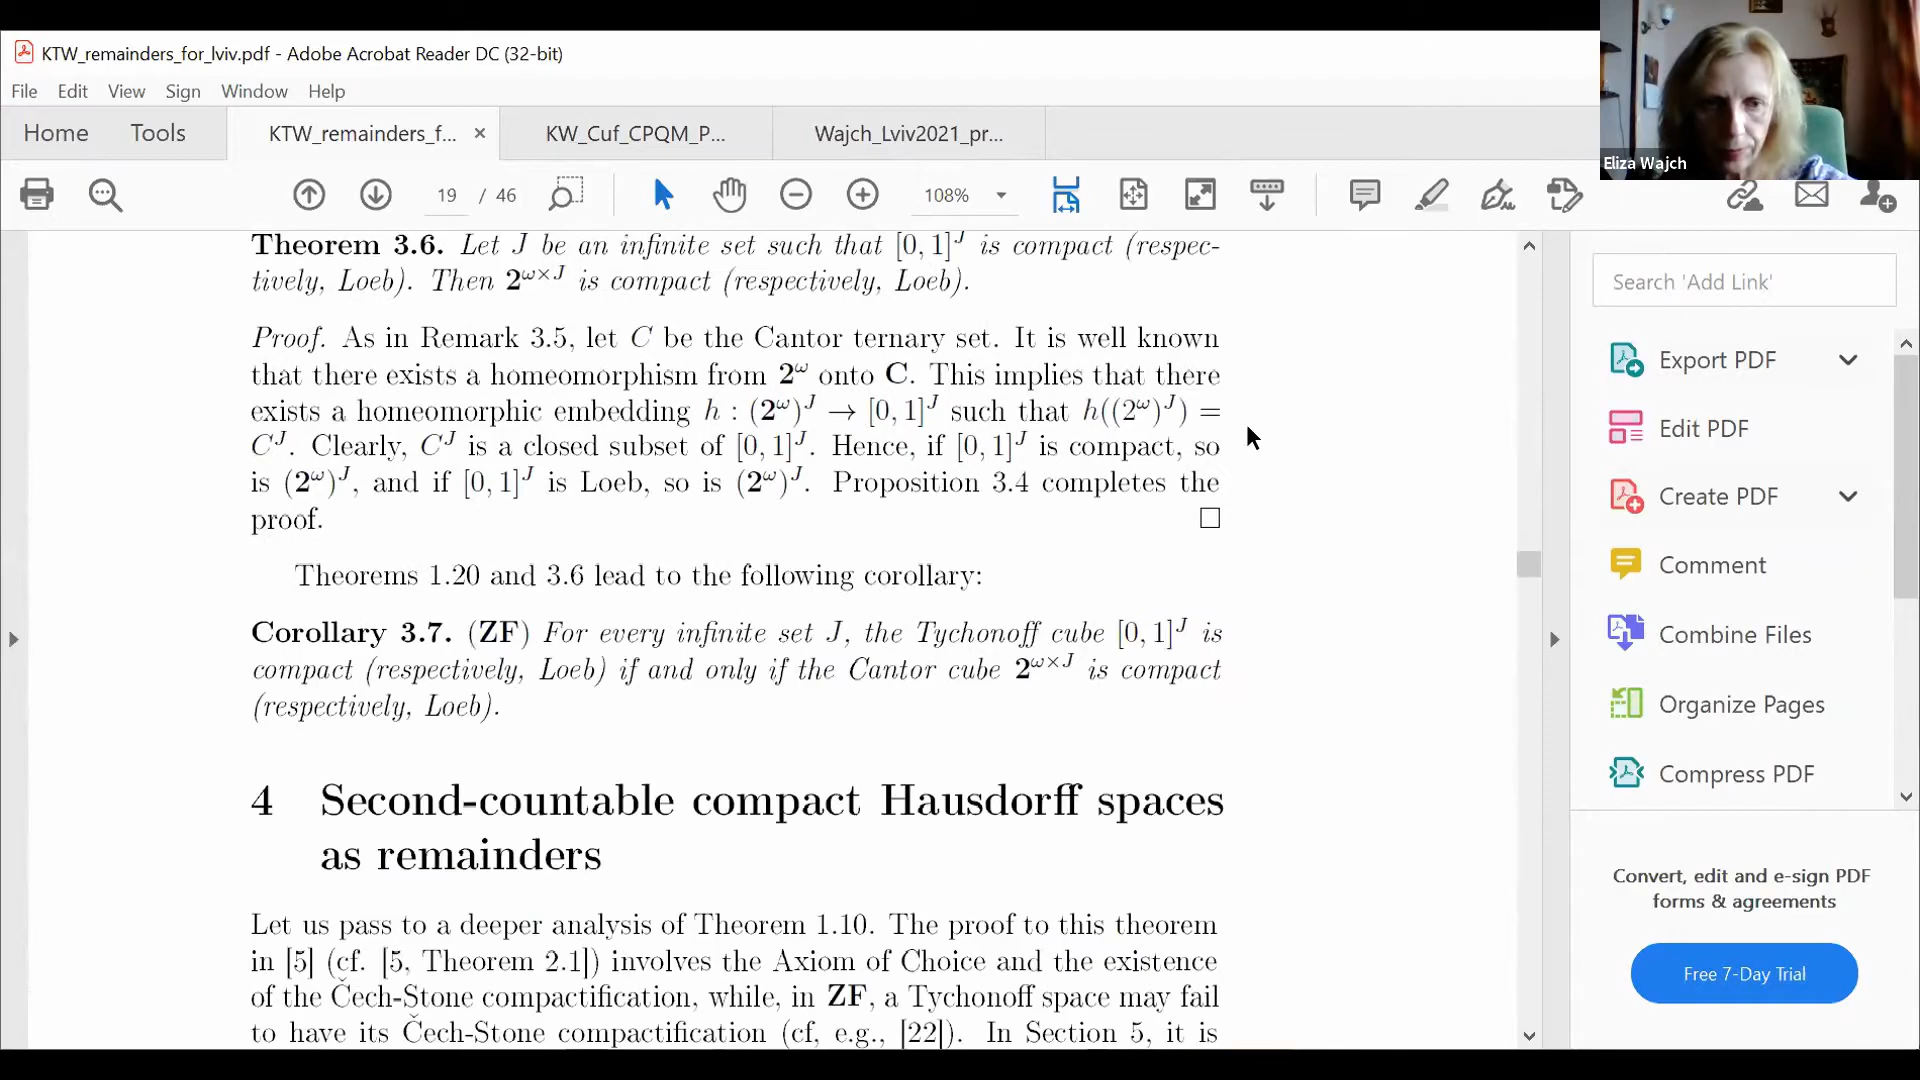 KTW_remainders_for_lviv.pdf - Adobe Acrobat Reader DC (32-bit)
File Edit View Sign Window Help
Home Tools KTW_remainders_f... × KW_Cuf_CPQM_P... Wajch_Lviv2021_pr...
Eliza Wajch
19 / 46 108%
Theorem 3.6. Let J be an infinite set such that [0, 1]^J is compact (respec-
tively, Loeb). Then 2^{ω×J} is compact (respectively, Loeb).
Proof. As in Remark 3.5, let C be the Cantor ternary set. It is well known
that there exists a homeomorphism from 2^ω onto C. This implies that there
exists a homeomorphic embedding h : (2^ω)^J → [0, 1]^J such that h((2^ω)^J) =
C^J. Clearly, C^J is a closed subset of [0, 1]^J. Hence, if [0, 1]^J is compact, so
is (2^ω)^J, and if [0, 1]^J is Loeb, so is (2^ω)^J. Proposition 3.4 completes the
proof. □
Theorems 1.20 and 3.6 lead to the following corollary:
Corollary 3.7. (ZF) For every infinite set J, the Tychonoff cube [0, 1]^J is
compact (respectively, Loeb) if and only if the Cantor cube 2^{ω×J} is compact
(respectively, Loeb).
4 Second-countable compact Hausdorff spaces
as remainders
Let us pass to a deeper analysis of Theorem 1.10. The proof to this theorem
in [5] (cf. [5, Theorem 2.1]) involves the Axiom of Choice and the existence
of the Čech-Stone compactification, while, in ZF, a Tychonoff space may fail
to have its Čech-Stone compactification (cf, e.g., [22]). In Section 5, it is
Search 'Add Link'
Export PDF
Edit PDF
Create PDF
Comment
Combine Files
Organize Pages
Compress PDF
Convert, edit and e-sign PDF
forms & agreements
Free 7-Day Trial